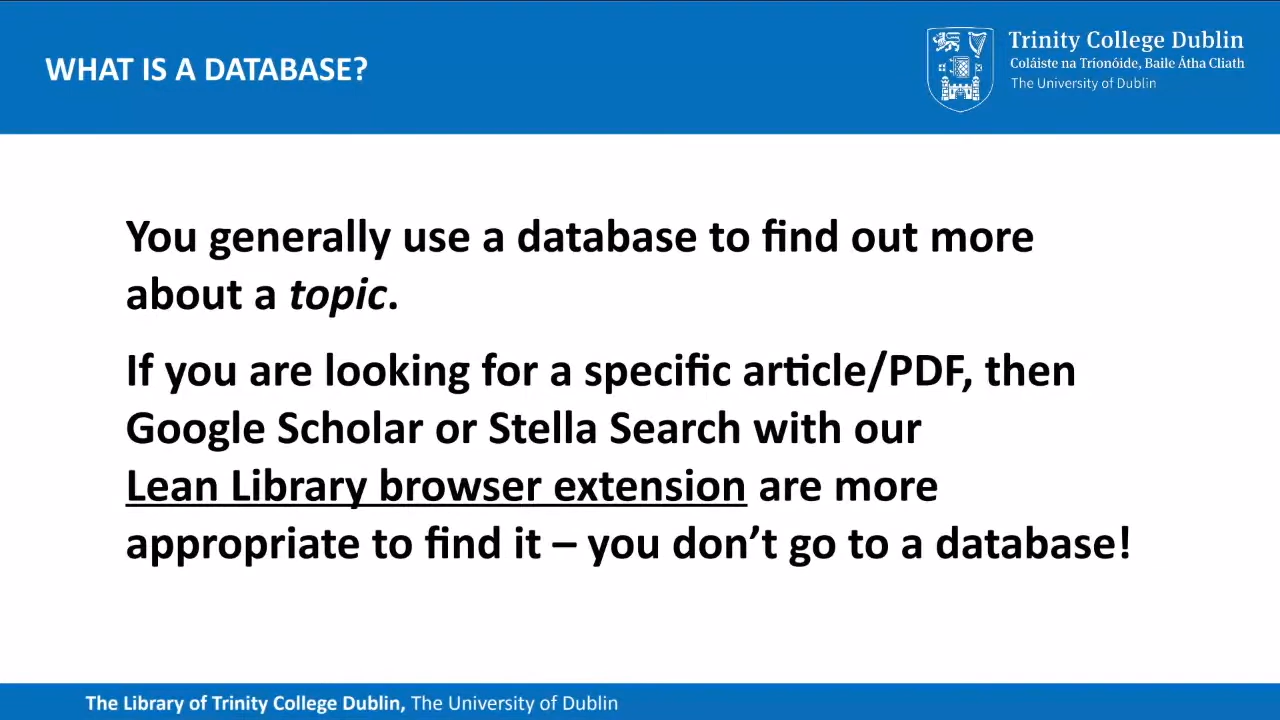 WHAT IS A DATABASE?
Trinity College Dublin
Coláiste na Tríonóide, Baile Átha Cliath
The University of Dublin
You generally use a database to find out more
about a topic.
If you are looking for a specific article/PDF, then
Google Scholar or Stella Search with our
Lean Library browser extension are more
appropriate to find it – you don’t go to a database!
The Library of Trinity College Dublin, The University of Dublin